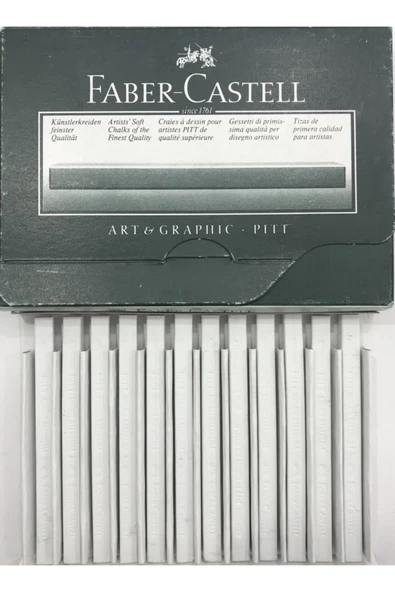 FABER-CASTELL
since 1761
Künstlerkreiden Artists' Soft Craies à dessin pour Gessetti di primis- Tizas de
feinster Chalks of the artistes PITT de sima qualità per primera calidad
Qualität Finest Quality qualité supérieure disegno artistico para artistas
ART & GRAPHIC · PITT
Faber-Castell